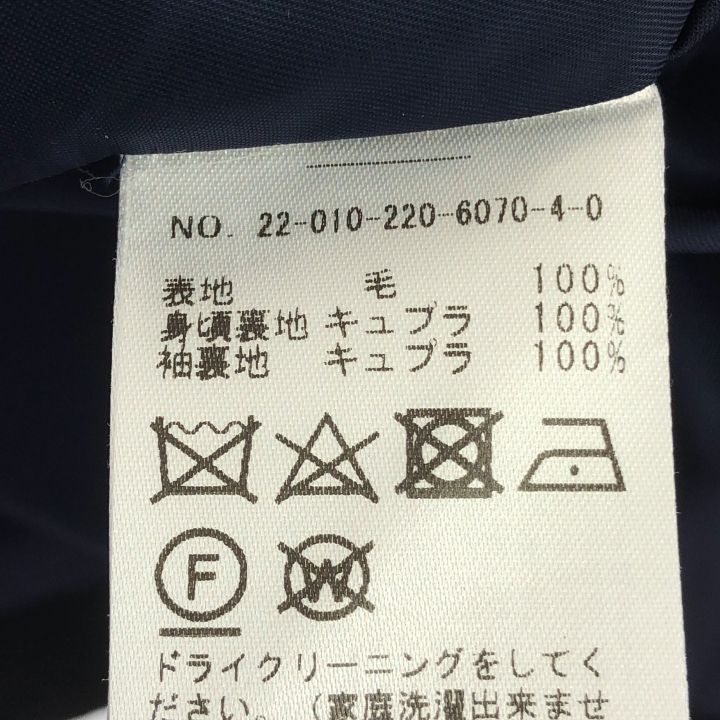 NO. 22-010-220-6070-4-0
表地 毛 100%
身頃裏地 キュプラ 100%
袖裏地 キュプラ 100%
F W
ドライクリーニングをしてく
ださい。(家庭洗濯出来ませ